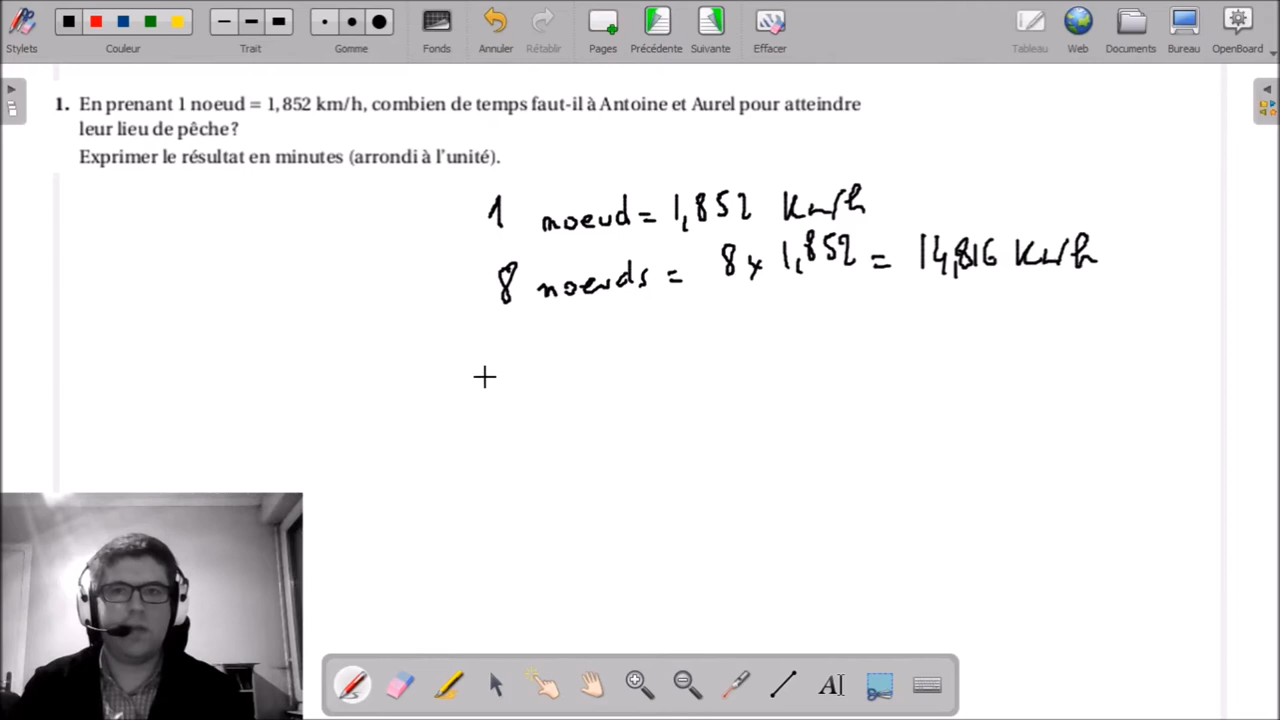 Stylets Couleur Trait Gomme Fonds Annuler Rétablir Pages Précédente Suivante Effacer Tableau Web Documents Bureau OpenBoard
1. En prenant 1 noeud = 1,852 km/h, combien de temps faut-il à Antoine et Aurel pour atteindre
leur lieu de pêche?
Exprimer le résultat en minutes (arrondi à l'unité).
1 noeud = 1,852 Km/h
8 noeuds = 8 x 1,852 = 14,816 Km/h
AI